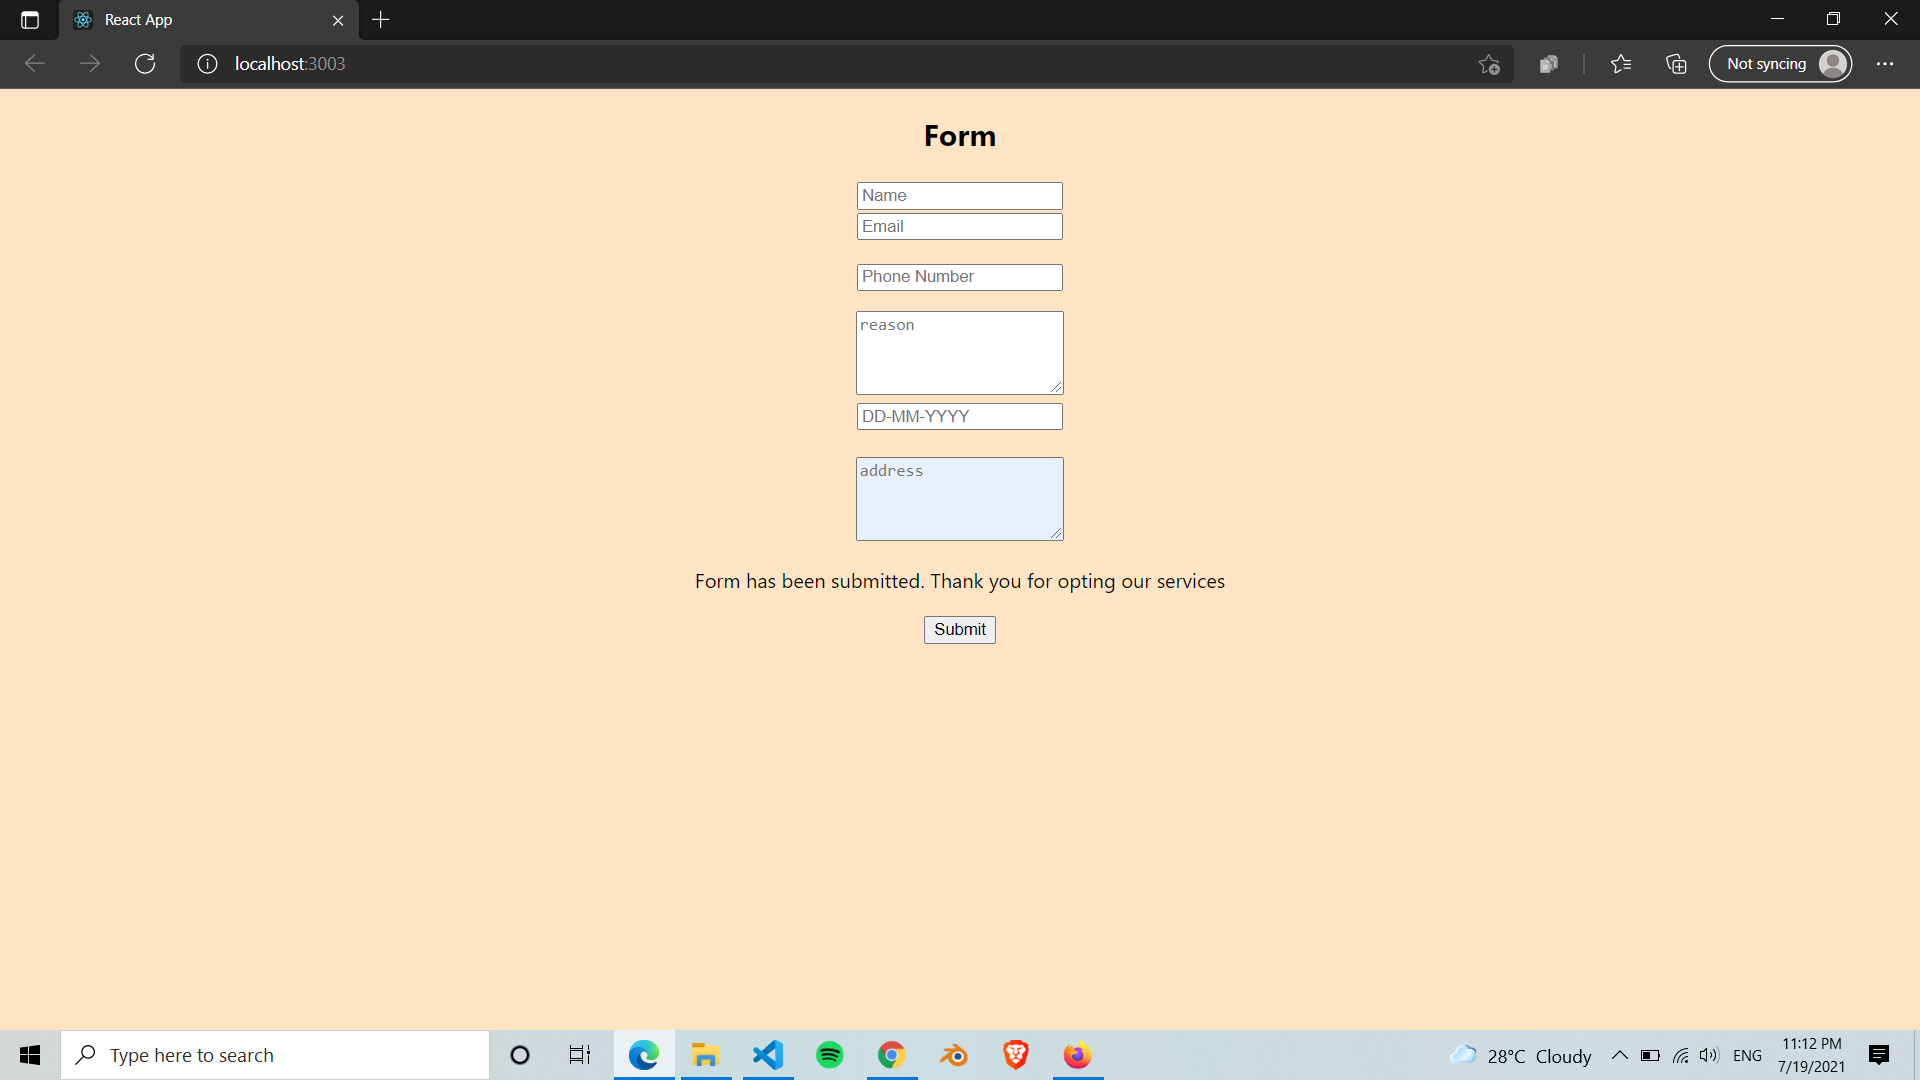 React App
localhost:3003
Not syncing
Form
Name
Email
Phone Number
reason
DD-MM-YYYY
address
Form has been submitted. Thank you for opting our services
Submit
Type here to search
28°C Cloudy
ENG
11:12 PM
7/19/2021